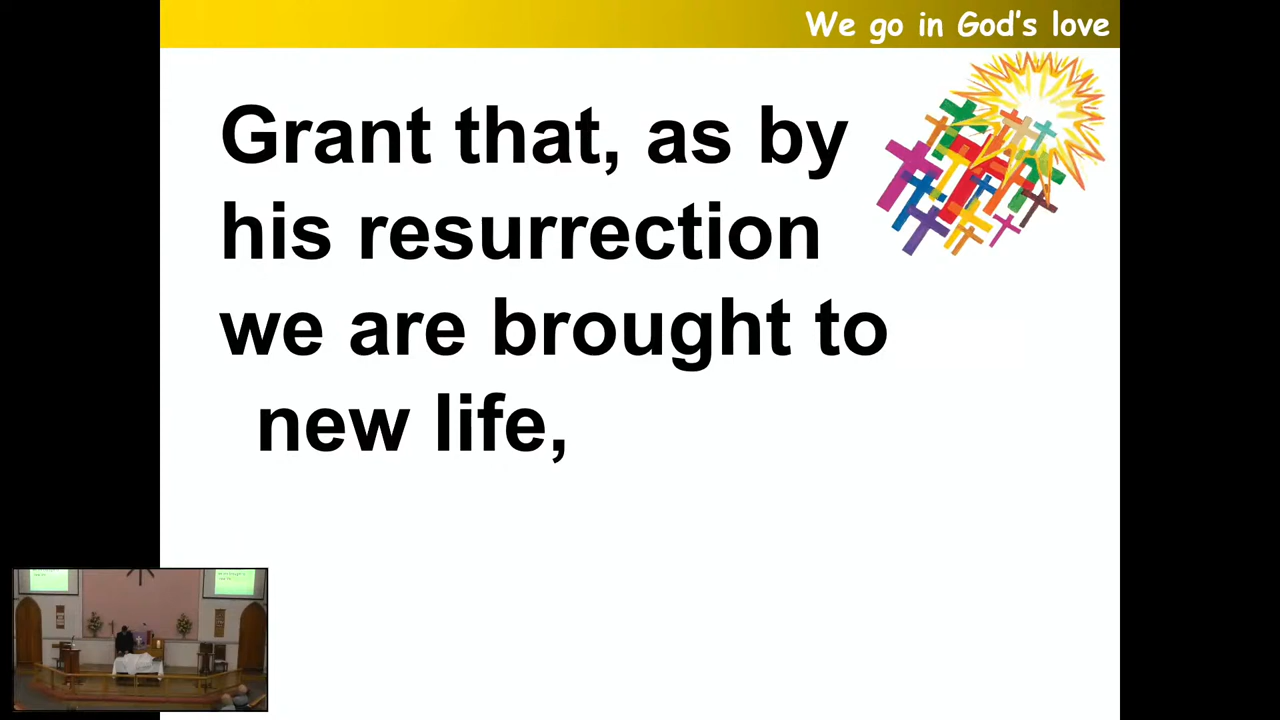 We go in God's love
Grant that, as by
his resurrection
we are brought to
new life,